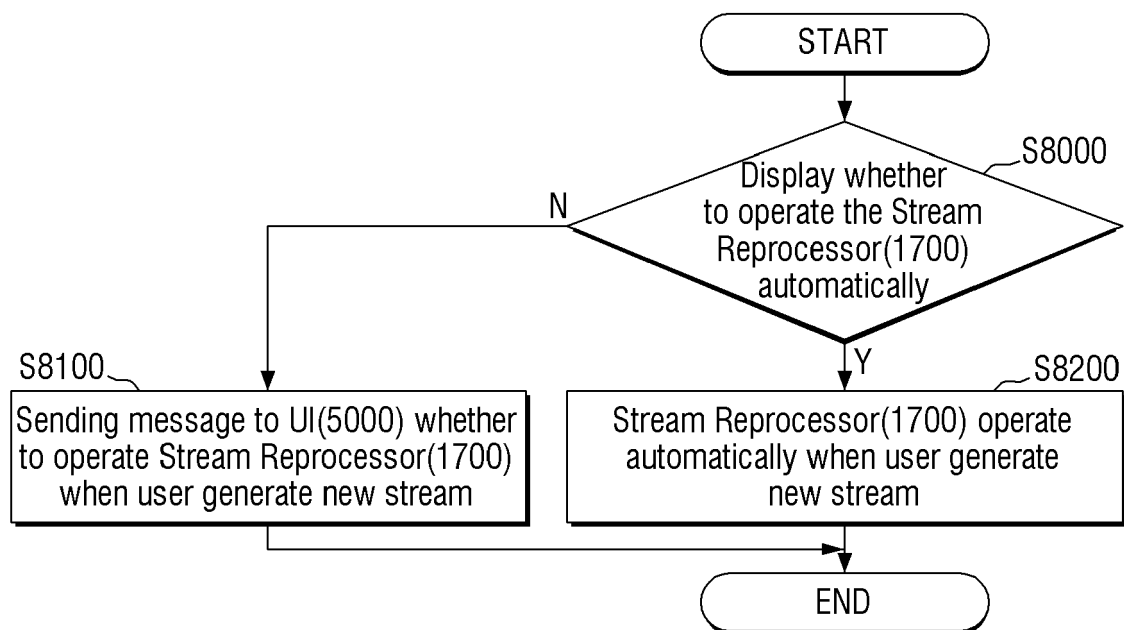 START
S8000
Display whether
to operate the Stream
Reprocessor(1700)
automatically
N
Y
S8100
Sending message to UI(5000) whether
to operate Stream Reprocessor(1700)
when user generate new stream
S8200
Stream Reprocessor(1700) operate
automatically when user generate
new stream
END